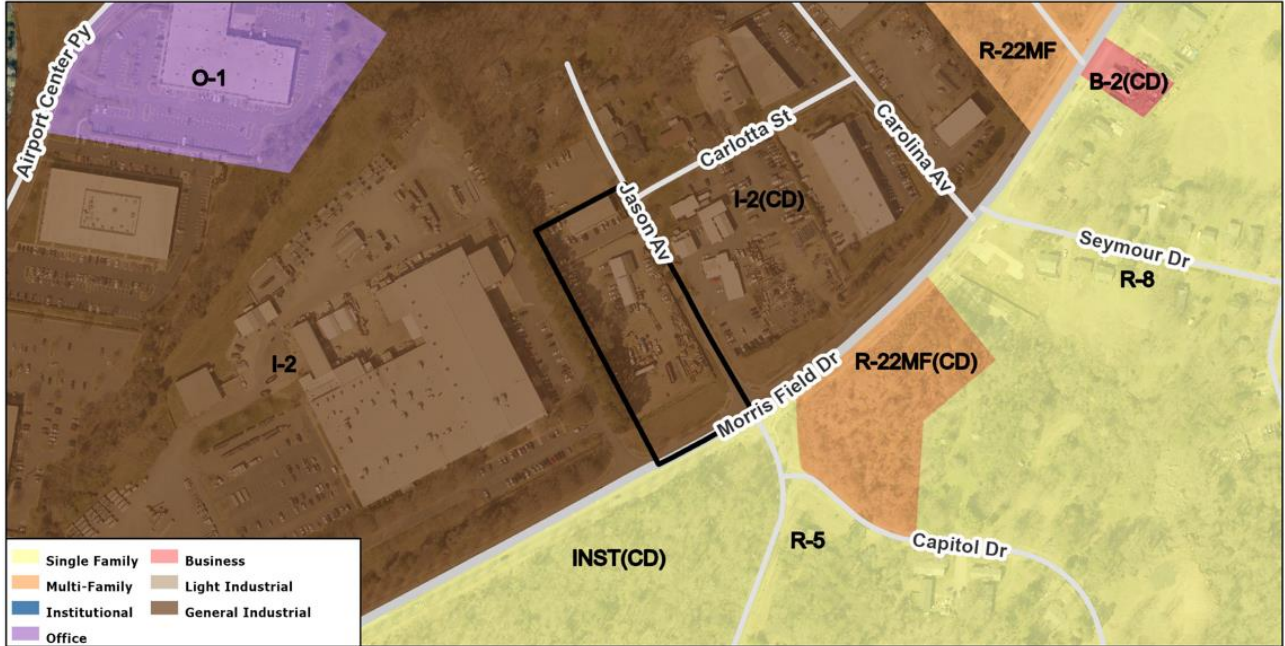 Airport Center Py
O-1
R-22MF
B-2(CD)
Carlotta St
Carolina Av
I-2(CD)
Jason Av
Seymour Dr
R-8
I-2
R-22MF(CD)
Morris Field Dr
INST(CD)
R-5
Capitol Dr
Single Family
Business
Multi-Family
Light Industrial
Institutional
General Industrial
Office